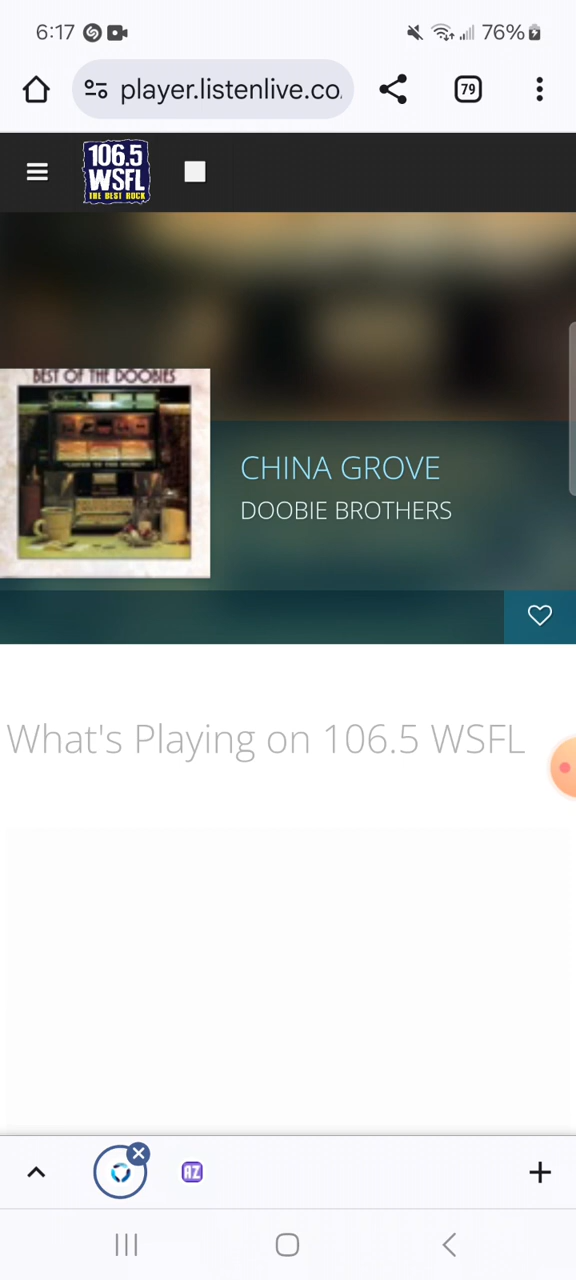 6:17
76%
player.listenlive.co.
79
106.5
WSFL
THE BEST ROCK
BEST OF THE DOOBIES
CHINA GROVE
DOOBIE BROTHERS
What's Playing on 106.5 WSFL
AZ